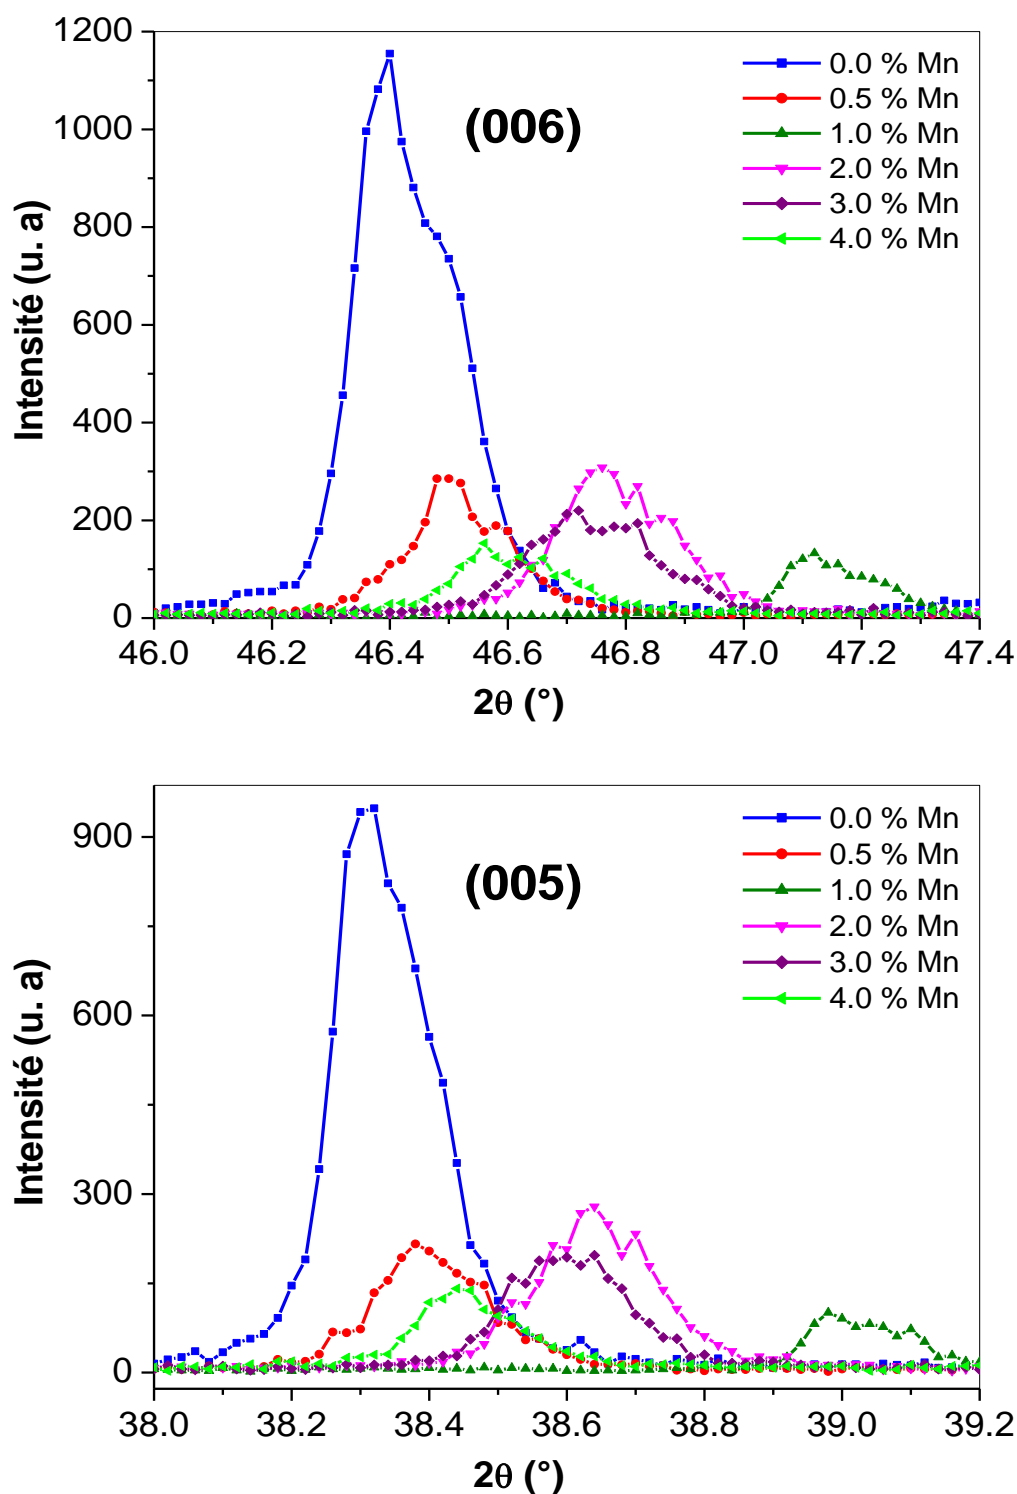 1200
1000
800
600
400
200
0
Intensité (u. a)
(006)
0.0 % Mn
0.5 % Mn
1.0 % Mn
2.0 % Mn
3.0 % Mn
4.0 % Mn
46.0 46.2 46.4 46.6 46.8 47.0 47.2 47.4
2θ (°)
900
600
300
0
Intensité (u. a)
(005)
0.0 % Mn
0.5 % Mn
1.0 % Mn
2.0 % Mn
3.0 % Mn
4.0 % Mn
38.0 38.2 38.4 38.6 38.8 39.0 39.2
2θ (°)